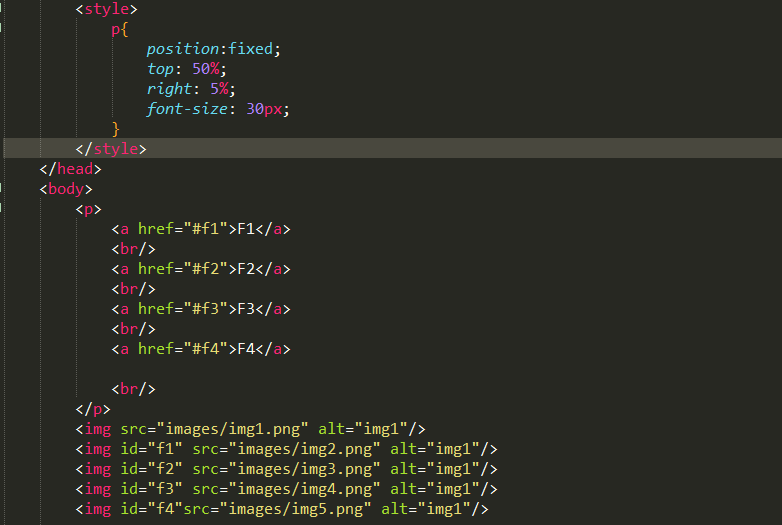 <style>
p{
position:fixed;
top: 50%;
right: 5%;
font-size: 30px;
}
</style>
</head>
<body>
<p>
<a href="#f1">F1</a>
<br/>
<a href="#f2">F2</a>
<br/>
<a href="#f3">F3</a>
<br/>
<a href="#f4">F4</a>
<br/>
</p>
<img src="images/img1.png" alt="img1"/>
<img id="f1" src="images/img2.png" alt="img1"/>
<img id="f2" src="images/img3.png" alt="img1"/>
<img id="f3" src="images/img4.png" alt="img1"/>
<img id="f4"src="images/img5.png" alt="img1"/>